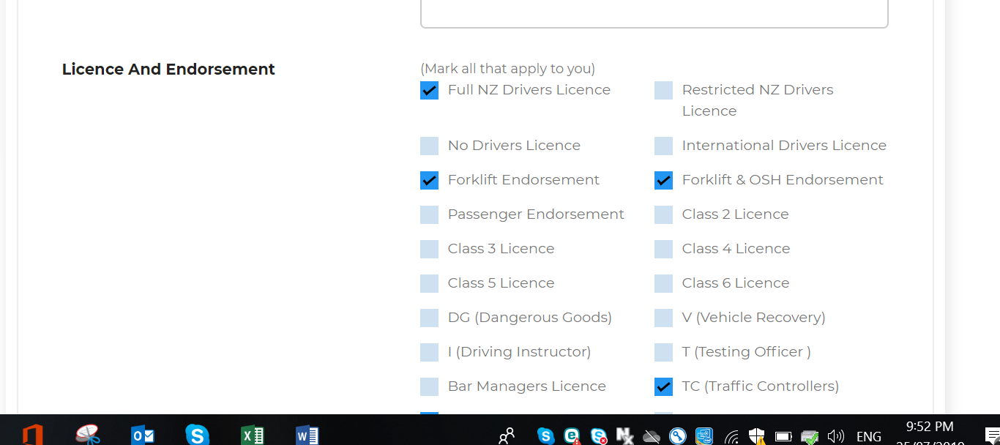 Licence And Endorsement
(Mark all that apply to you)
Full NZ Drivers Licence
Restricted NZ Drivers
Licence
No Drivers Licence
International Drivers Licence
Forklift Endorsement
Forklift & OSH Endorsement
Passenger Endorsement
Class 2 Licence
Class 3 Licence
Class 4 Licence
Class 5 Licence
Class 6 Licence
DG (Dangerous Goods)
V (Vehicle Recovery)
I (Driving Instructor)
T (Testing Officer )
Bar Managers Licence
TC (Traffic Controllers)
9:52 PM
ENG